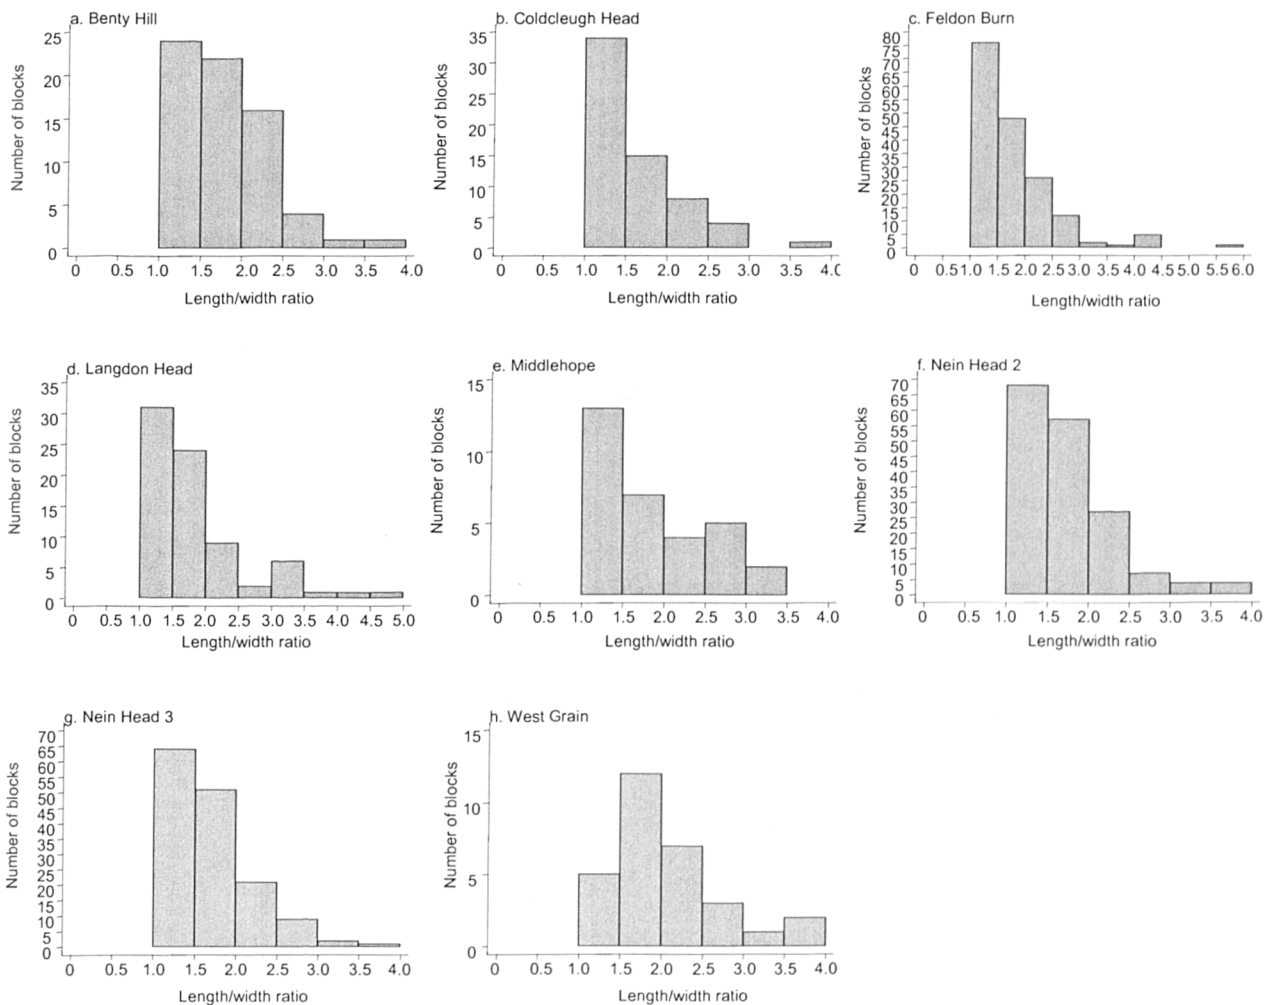 a. Benty Hill
Number of blocks
25
20
15
10
5
0
0 0.5 1.0 1.5 2.0 2.5 3.0 3.5 4.0
Length/width ratio
b. Coldcleugh Head
Number of blocks
35
30
25
20
15
10
5
0
0 0.5 1.0 1.5 2.0 2.5 3.0 3.5 4.0
Length/width ratio
c. Feldon Burn
Number of blocks
80
75
70
65
60
55
50
45
40
35
30
25
20
15
10
5
0
0 0.5 1.0 1.5 2.0 2.5 3.0 3.5 4.0 4.5 5.0 5.5 6.0
Length/width ratio
d. Langdon Head
Number of blocks
35
30
25
20
15
10
5
0
0 0.5 1.0 1.5 2.0 2.5 3.0 3.5 4.0 4.5 5.0
Length/width ratio
e. Middlehope
Number of blocks
15
10
5
0
0 0.5 1.0 1.5 2.0 2.5 3.0 3.5 4.0
Length/width ratio
f. Nein Head 2
Number of blocks
70
65
60
55
50
45
40
35
30
25
20
15
10
5
0
0 0.5 1.0 1.5 2.0 2.5 3.0 3.5 4.0
Length/width ratio
g. Nein Head 3
Number of blocks
70
65
60
55
50
45
40
35
30
25
20
15
10
5
0
0 0.5 1.0 1.5 2.0 2.5 3.0 3.5 4.0
Length/width ratio
h. West Grain
Number of blocks
15
10
5
0
0 0.5 1.0 1.5 2.0 2.5 3.0 3.5 4.0
Length/width ratio